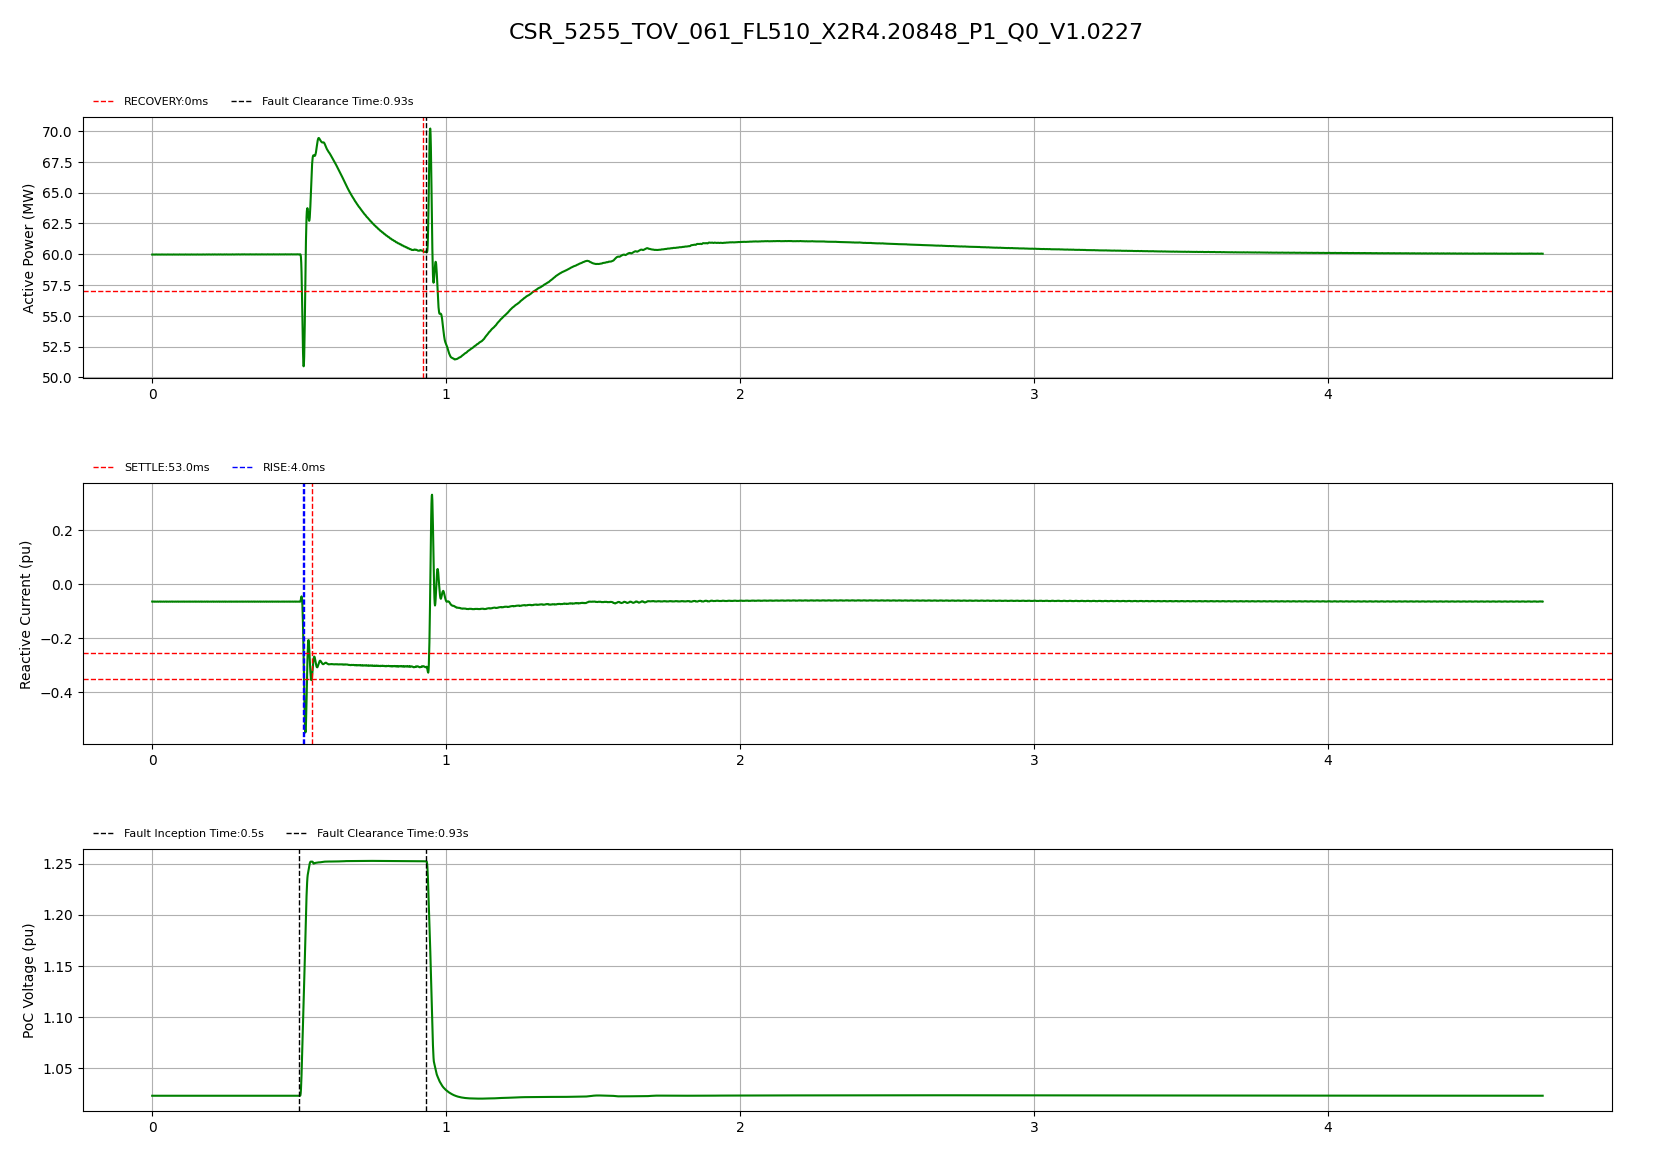 CSR_5255_TOV_061_FL510_X2R4.20848_P1_Q0_V1.0227
RECOVERY:0ms Fault Clearance Time:0.93s
Active Power (MW)
70.0
67.5
65.0
62.5
60.0
57.5
55.0
52.5
50.0
0 1 2 3 4
SETTLE:53.0ms RISE:4.0ms
Reactive Current (pu)
0.2
0.0
−0.2
−0.4
0 1 2 3 4
Fault Inception Time:0.5s Fault Clearance Time:0.93s
PoC Voltage (pu)
1.25
1.20
1.15
1.10
1.05
0 1 2 3 4